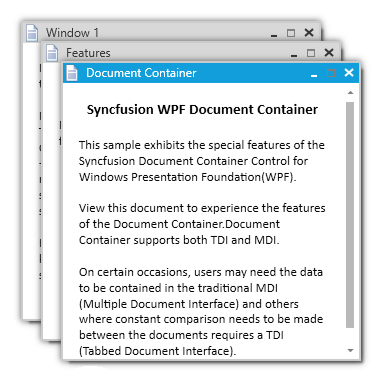 Window 1
Features
Document Container
Syncfusion WPF Document Container
This sample exhibits the special features of the
Syncfusion Document Container Control for
Windows Presentation Foundation(WPF).
View this document to experience the features
of the Document Container.Document
Container supports both TDI and MDI.
On certain occasions, users may need the data
to be contained in the traditional MDI
(Multiple Document Interface) and others
where constant comparison needs to be made
between the documents requires a TDI
(Tabbed Document Interface).